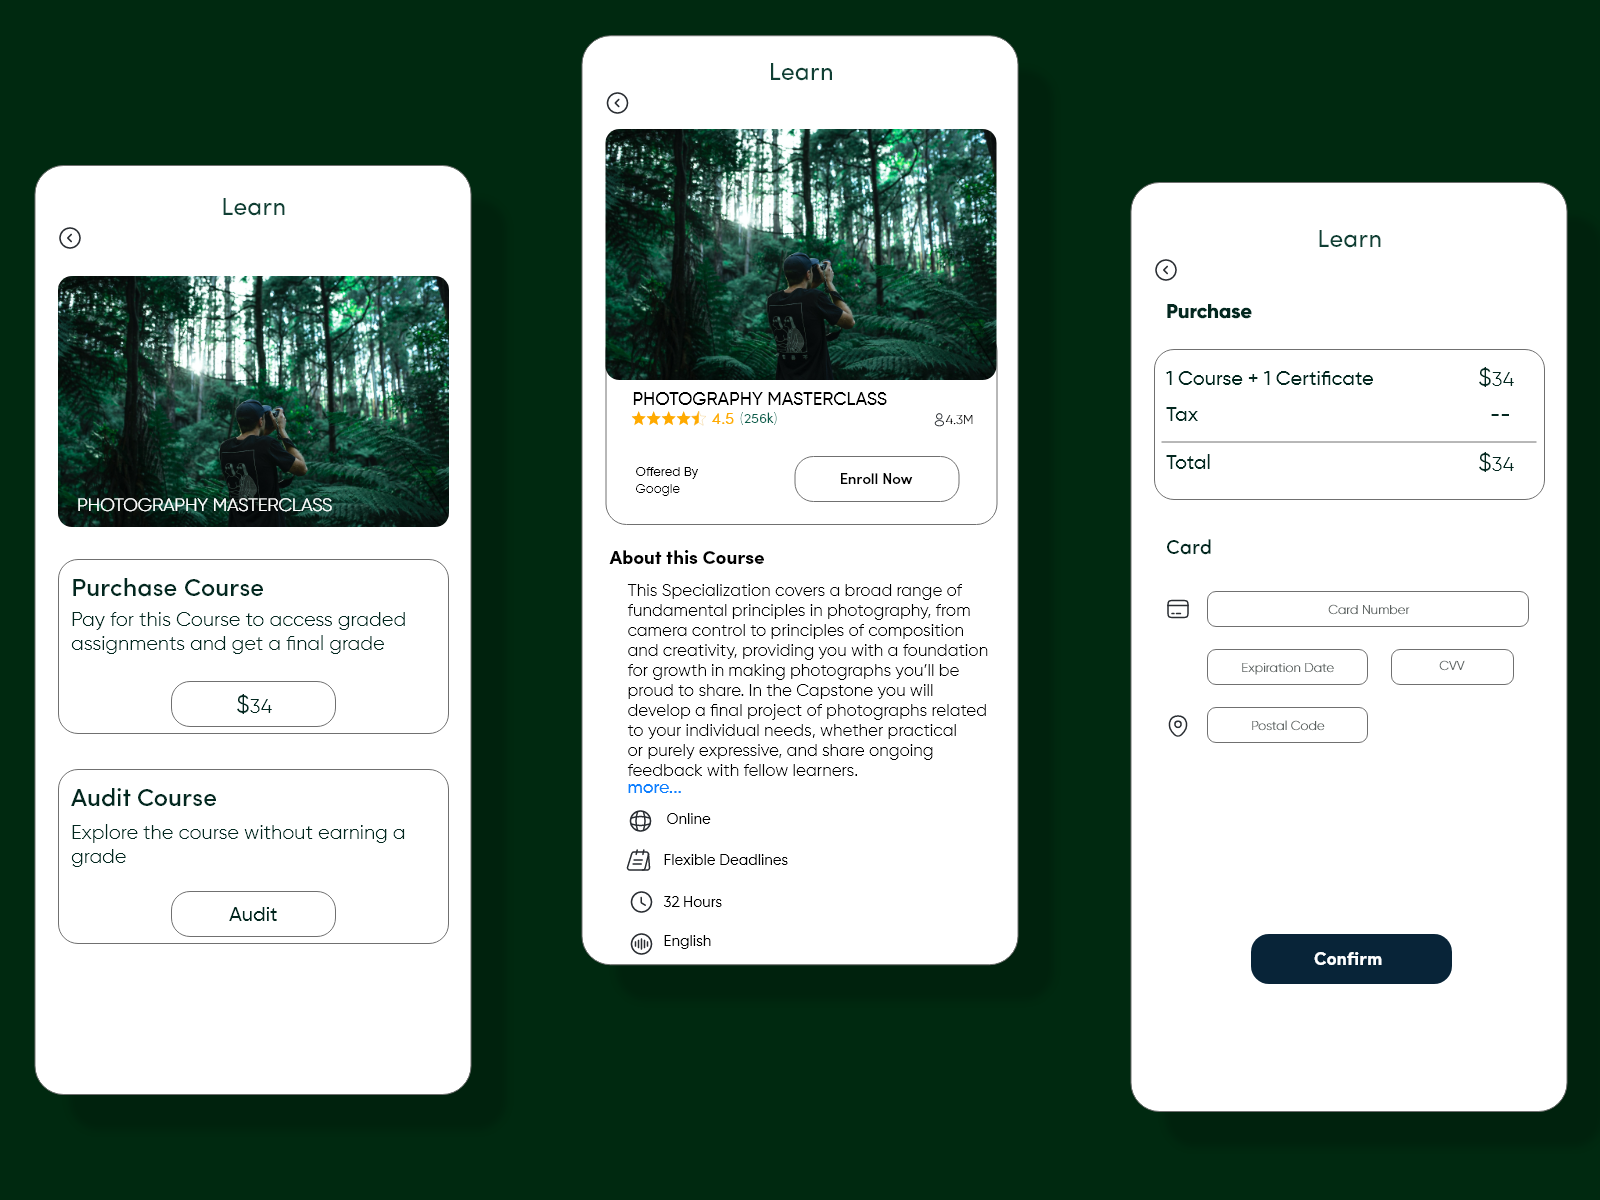 Learn
PHOTOGRAPHY MASTERCLASS
Purchase Course
Pay for this Course to access graded
assignments and get a final grade
$34
Audit Course
Explore the course without earning a
grade
Audit
Learn
PHOTOGRAPHY MASTERCLASS
4.5 (256k)
4.3M
Offered By
Google
Enroll Now
About this Course
This Specialization covers a broad range of
fundamental principles in photography, from
camera control to principles of composition
and creativity, providing you with a foundation
for growth in making photographs you'll be
proud to share. In the Capstone you will
develop a final project of photographs related
to your individual needs, whether practical
or purely expressive, and share ongoing
feedback with fellow learners.
more...
Online
Flexible Deadlines
32 Hours
English
Learn
Purchase
1 Course + 1 Certificate $34
Tax --
Total $34
Card
Card Number
Expiration Date CVV
Postal Code
Confirm